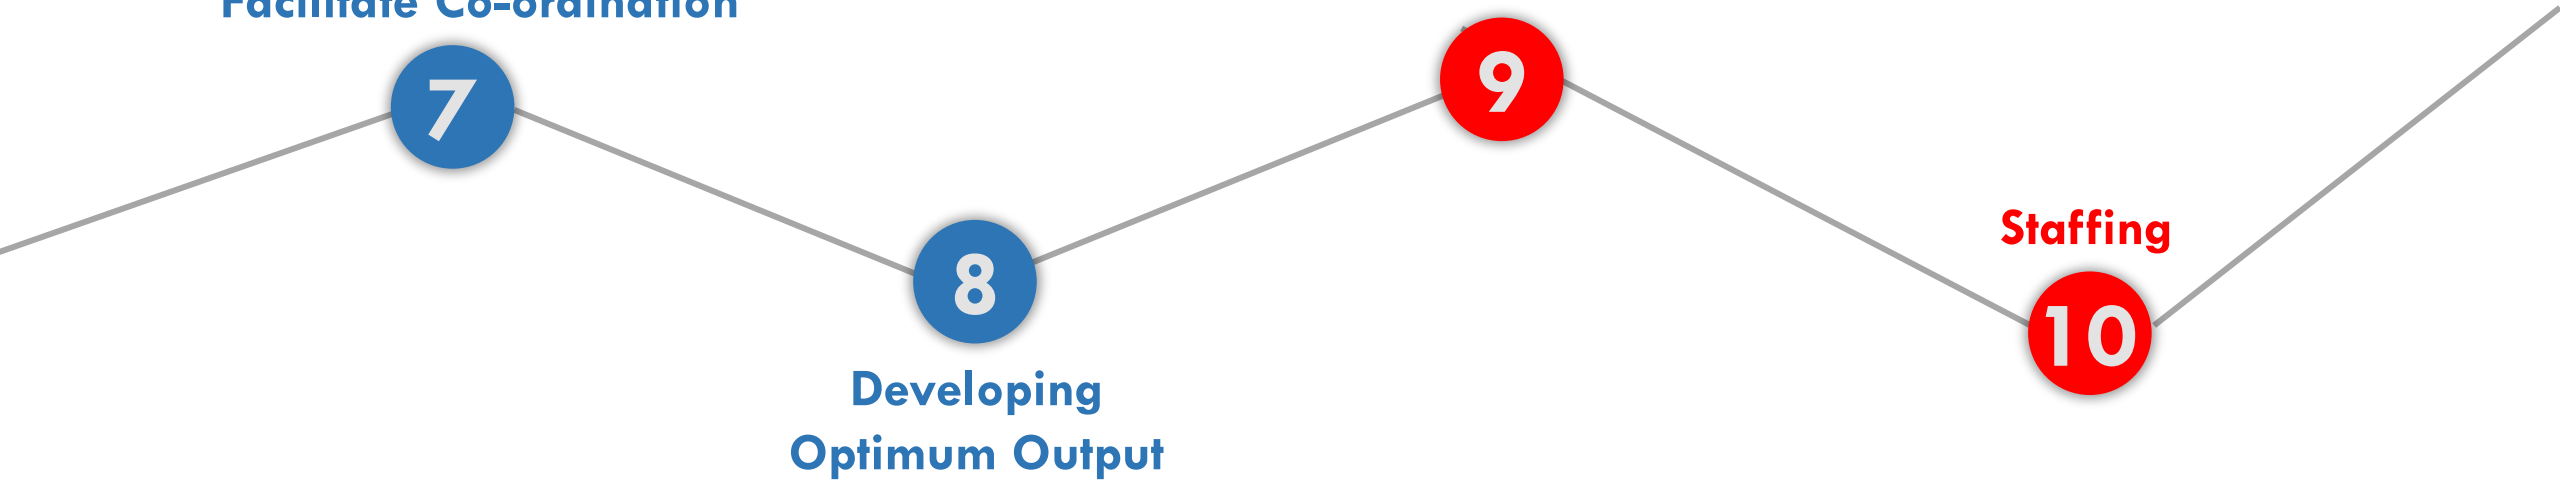 Facilitate Co-ordination
7
9
Staffing
8
10
Developing
Optimum Output